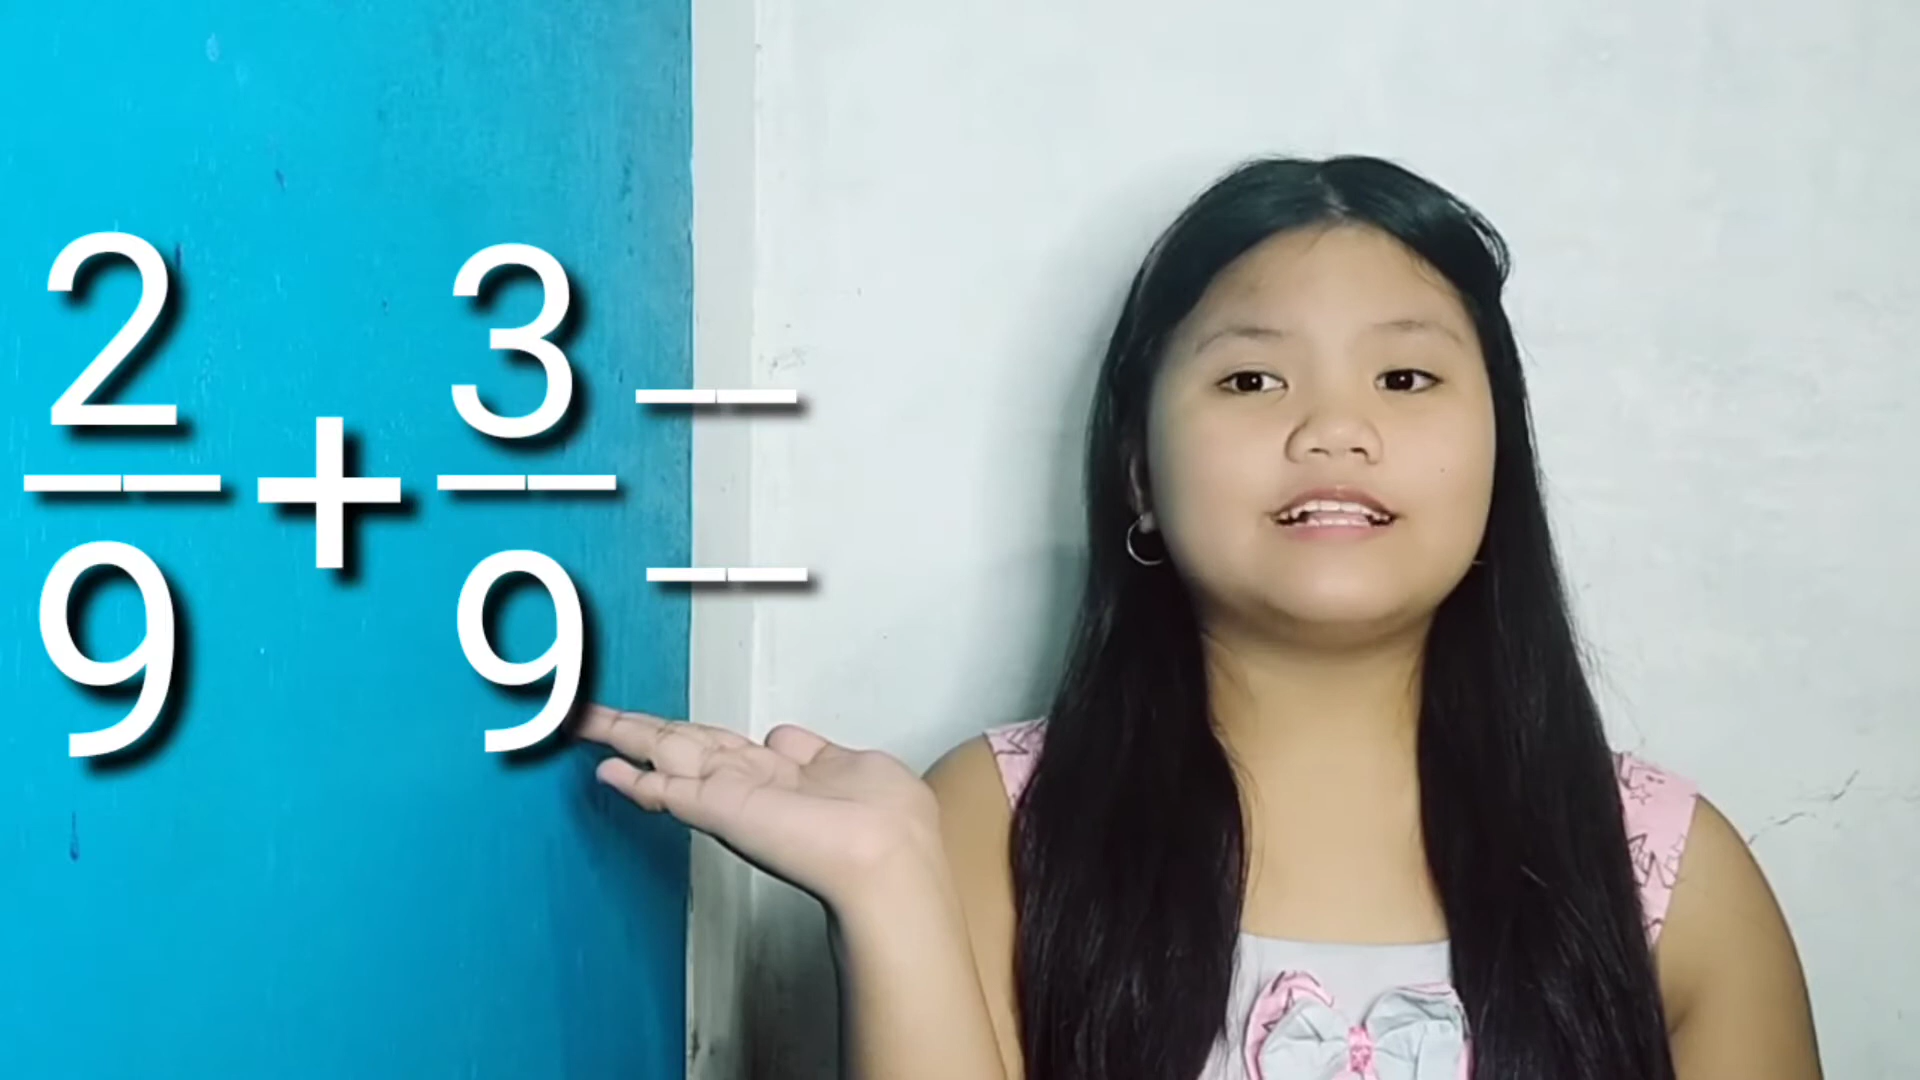 2/9 + 3/9 =